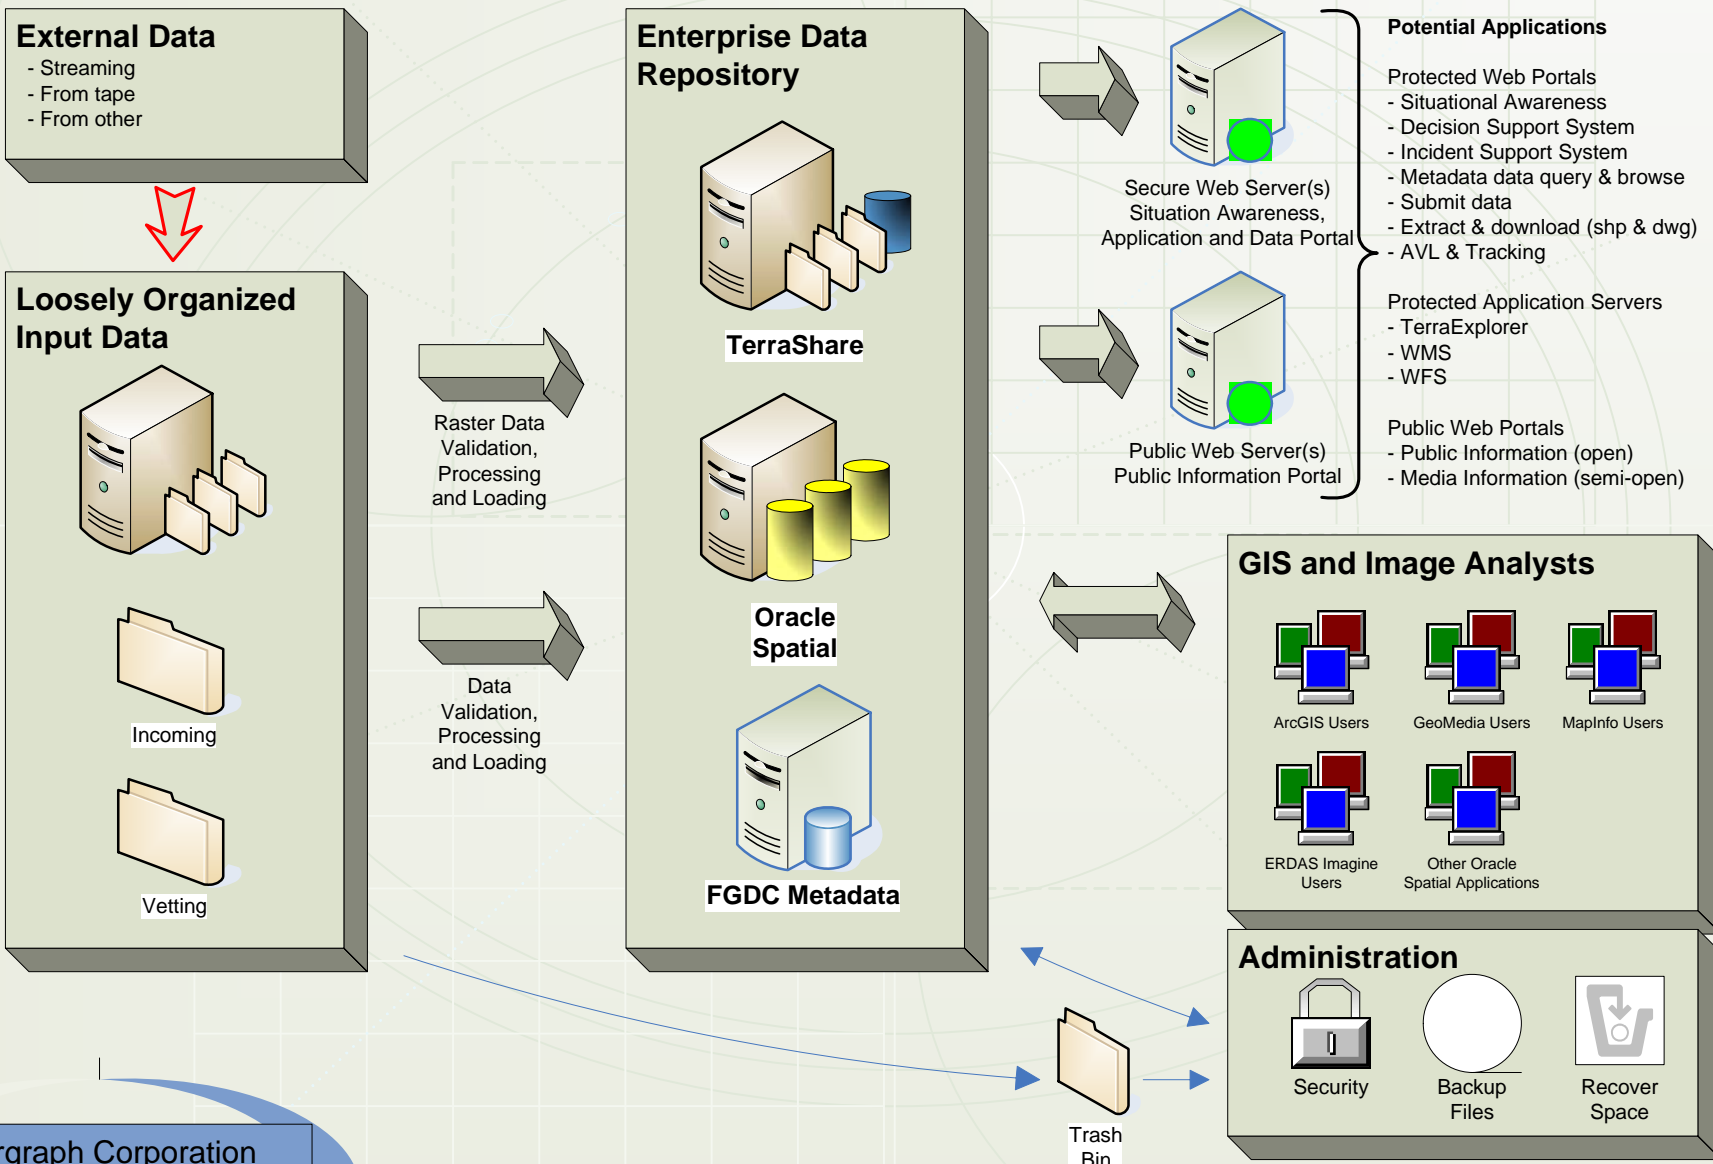 External Data
- Streaming
- From tape
- From other
Loosely Organized
Input Data
Incoming
Vetting
Raster Data
Validation,
Processing
and Loading
Data
Validation,
Processing
and Loading
Enterprise Data
Repository
TerraShare
Oracle
Spatial
FGDC Metadata
Secure Web Server(s)
Situation Awareness,
Application and Data Portal
Public Web Server(s)
Public Information Portal
Potential Applications
Protected Web Portals
- Situational Awareness
- Decision Support System
- Incident Support System
- Metadata data query & browse
- Submit data
- Extract & download (shp & dwg)
- AVL & Tracking
Protected Application Servers
- TerraExplorer
- WMS
- WFS
Public Web Portals
- Public Information (open)
- Media Information (semi-open)
GIS and Image Analysts
ArcGIS Users
GeoMedia Users
MapInfo Users
ERDAS Imagine
Users
Other Oracle
Spatial Applications
Administration
Security
Backup
Files
Recover
Space
Trash
Bin
rgraph Corporation